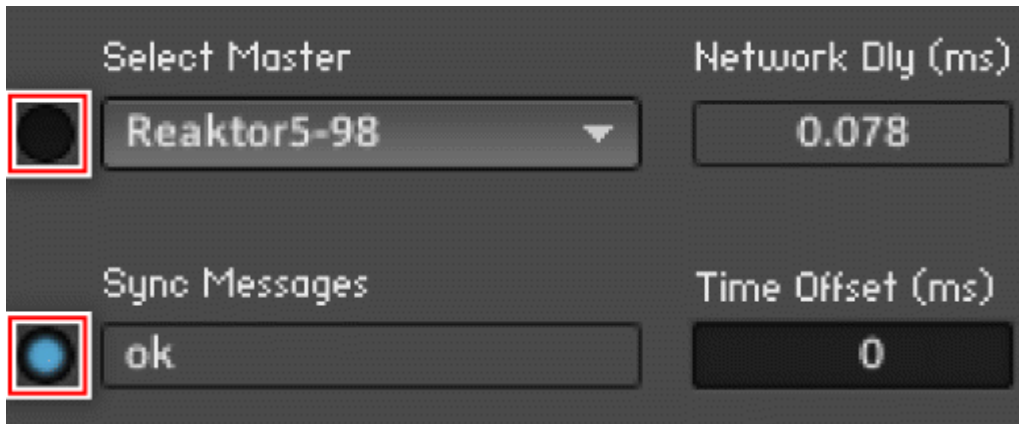 Select Master
Network Dly (ms)
Reaktor5-98
0.078
Sync Messages
Time Offset (ms)
ok
0